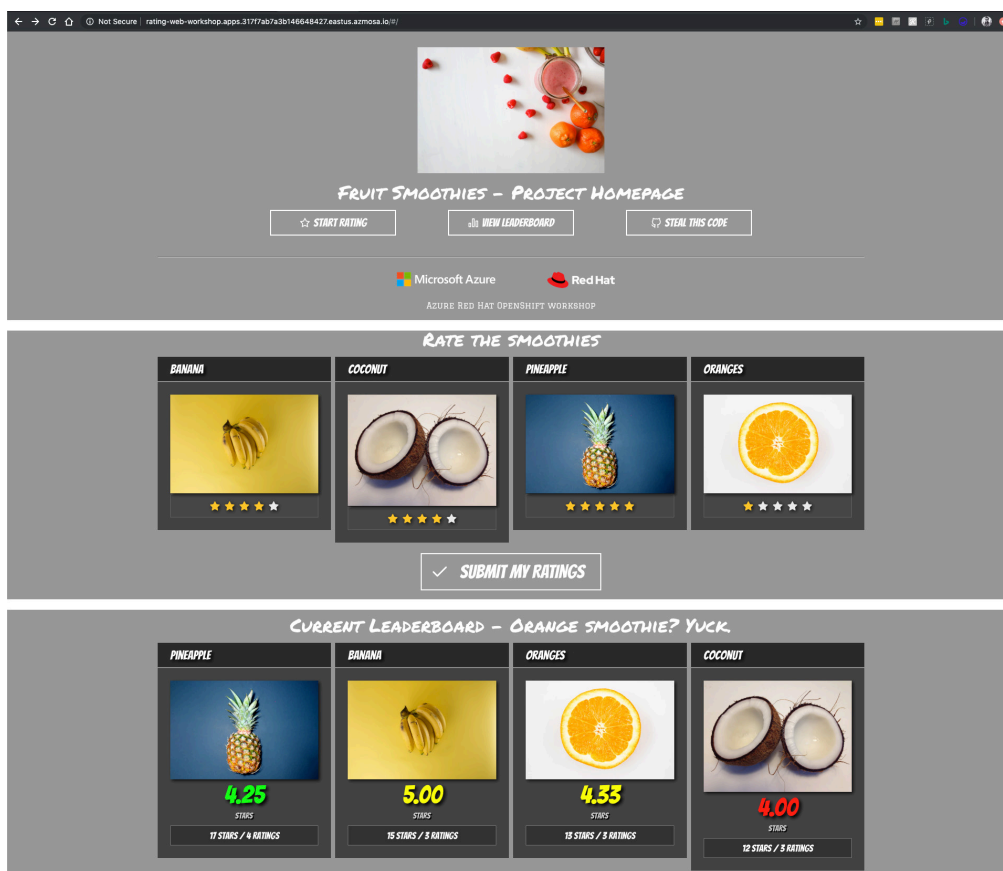 Not Secure | rating-web-workshop.apps.317f7ab7a3b146648427.eastus.azmosa.io/#/
Fruit Smoothies - Project Homepage
START RATING
VIEW LEADERBOARD
STEAL THIS CODE
Microsoft Azure
Red Hat
Azure Red Hat OpenShift workshop
Rate the smoothies
BANANA
COCONUT
PINEAPPLE
ORANGES
SUBMIT MY RATINGS
Current Leaderboard - Orange smoothie? Yuck.
PINEAPPLE
BANANA
ORANGES
COCONUT
4.25
STARS
17 STARS / 4 RATINGS
5.00
STARS
15 STARS / 3 RATINGS
4.33
STARS
13 STARS / 3 RATINGS
4.00
STARS
12 STARS / 3 RATINGS